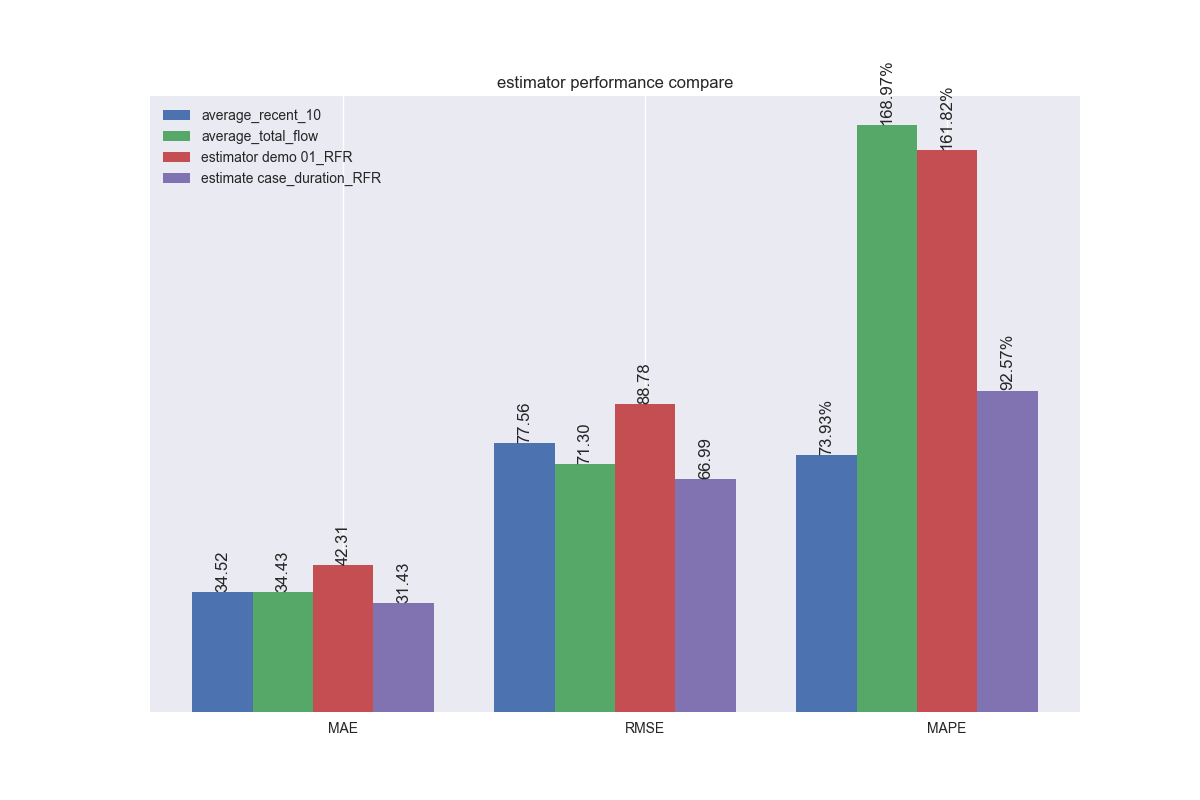 estimator performance compare
average_recent_10
average_total_flow
estimator demo 01_RFR
estimate case_duration_RFR
34.52
34.43
42.31
31.43
77.56
71.30
88.78
66.99
73.93%
168.97%
161.82%
92.57%
MAE
RMSE
MAPE